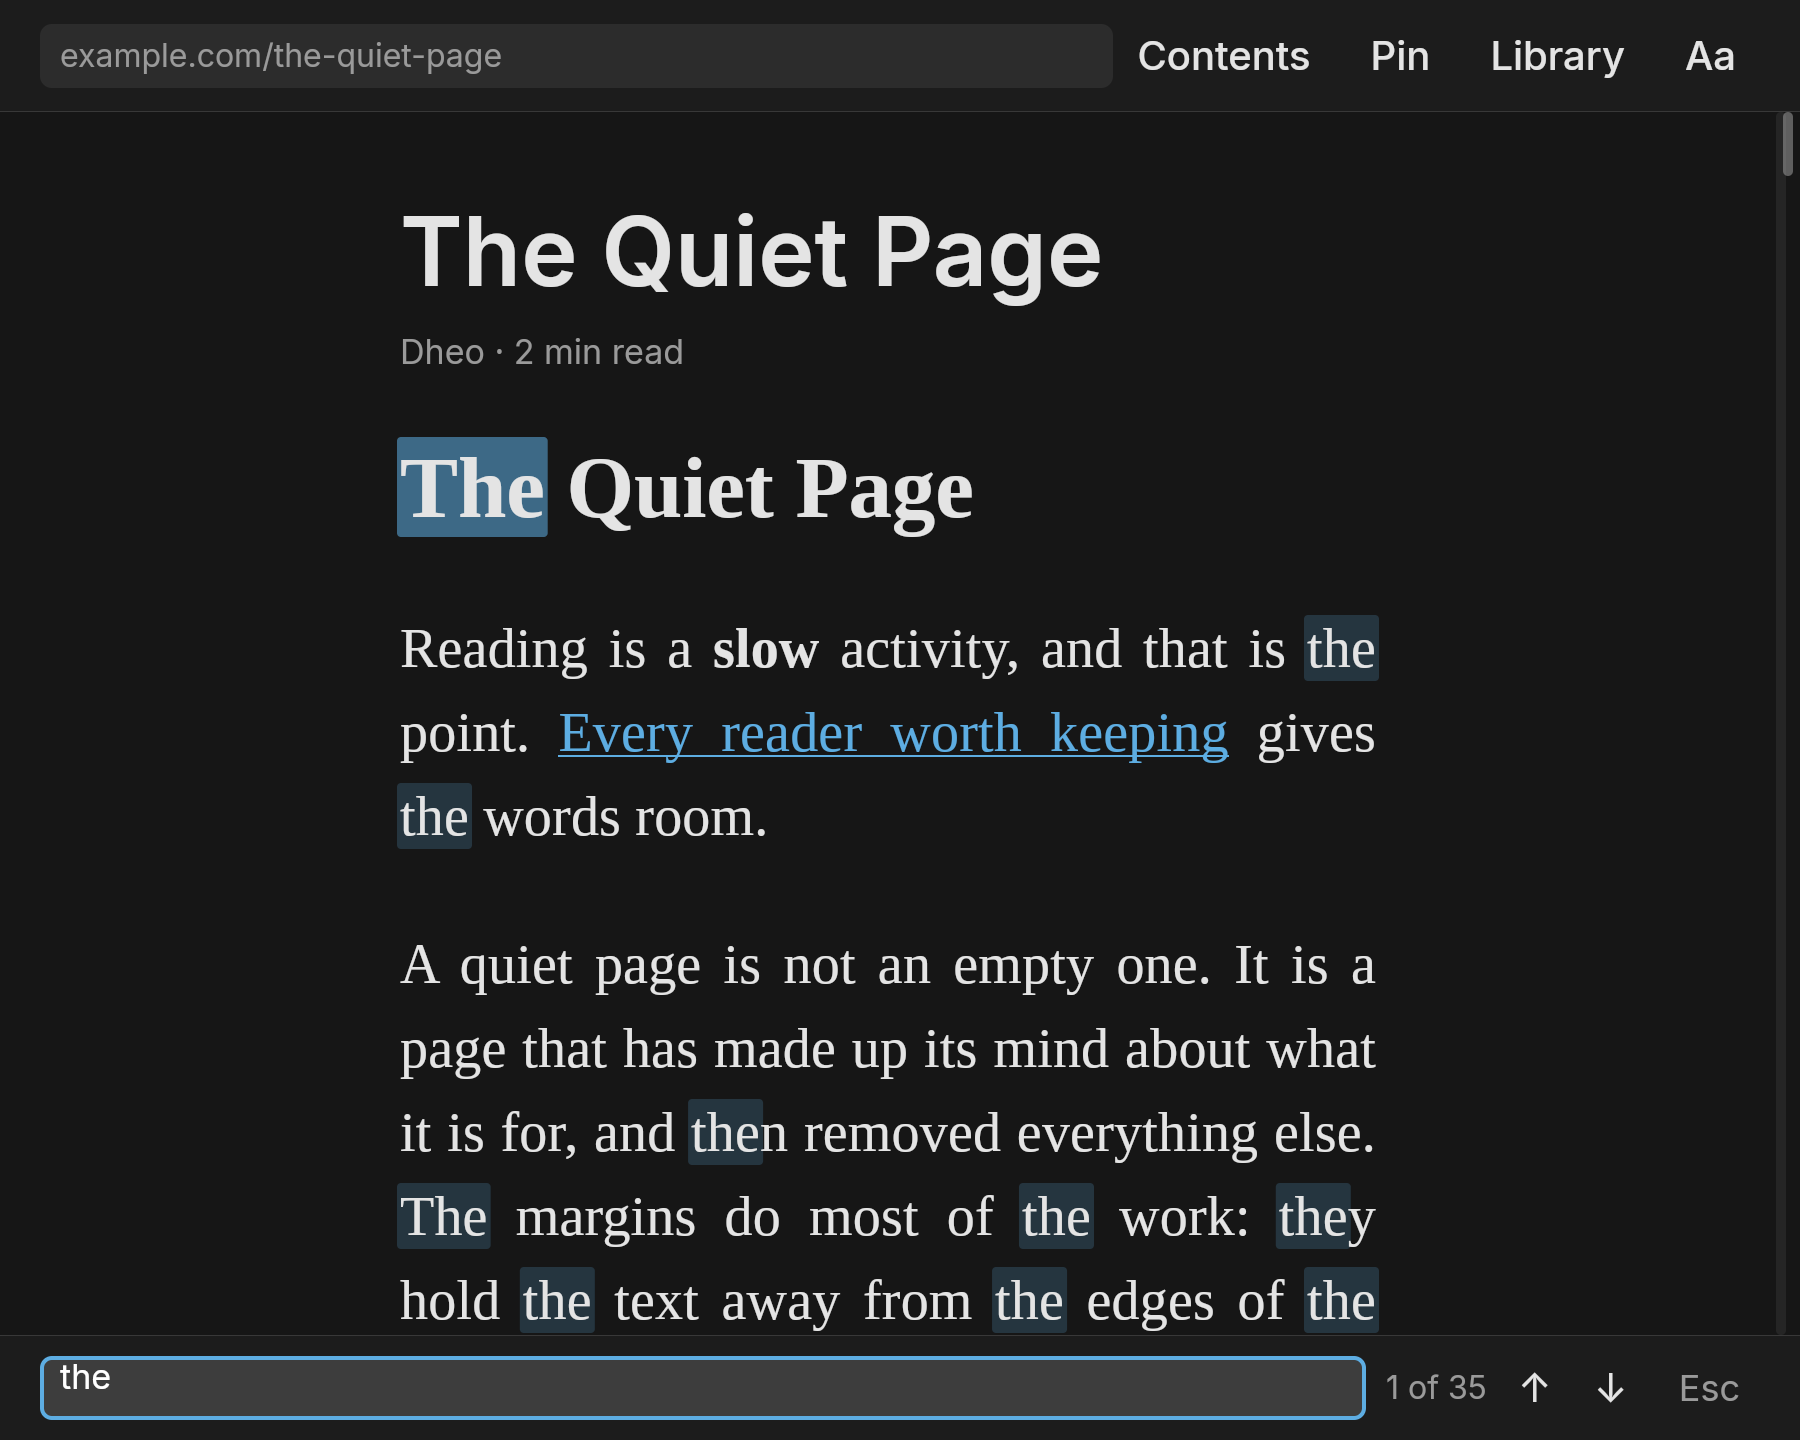 example.com/the-quiet-page
Contents
Pin
Library
Aa
The Quiet Page
Dheo · 2 min read
The Quiet Page
Reading is a slow activity, and that is the
point. Every reader worth keeping gives
the words room.
A quiet page is not an empty one. It is a
page that has made up its mind about what
it is for, and then removed everything else.
The margins do most of the work: they
hold the text away from the edges of the
the
1 of 35
↑
↓
Esc